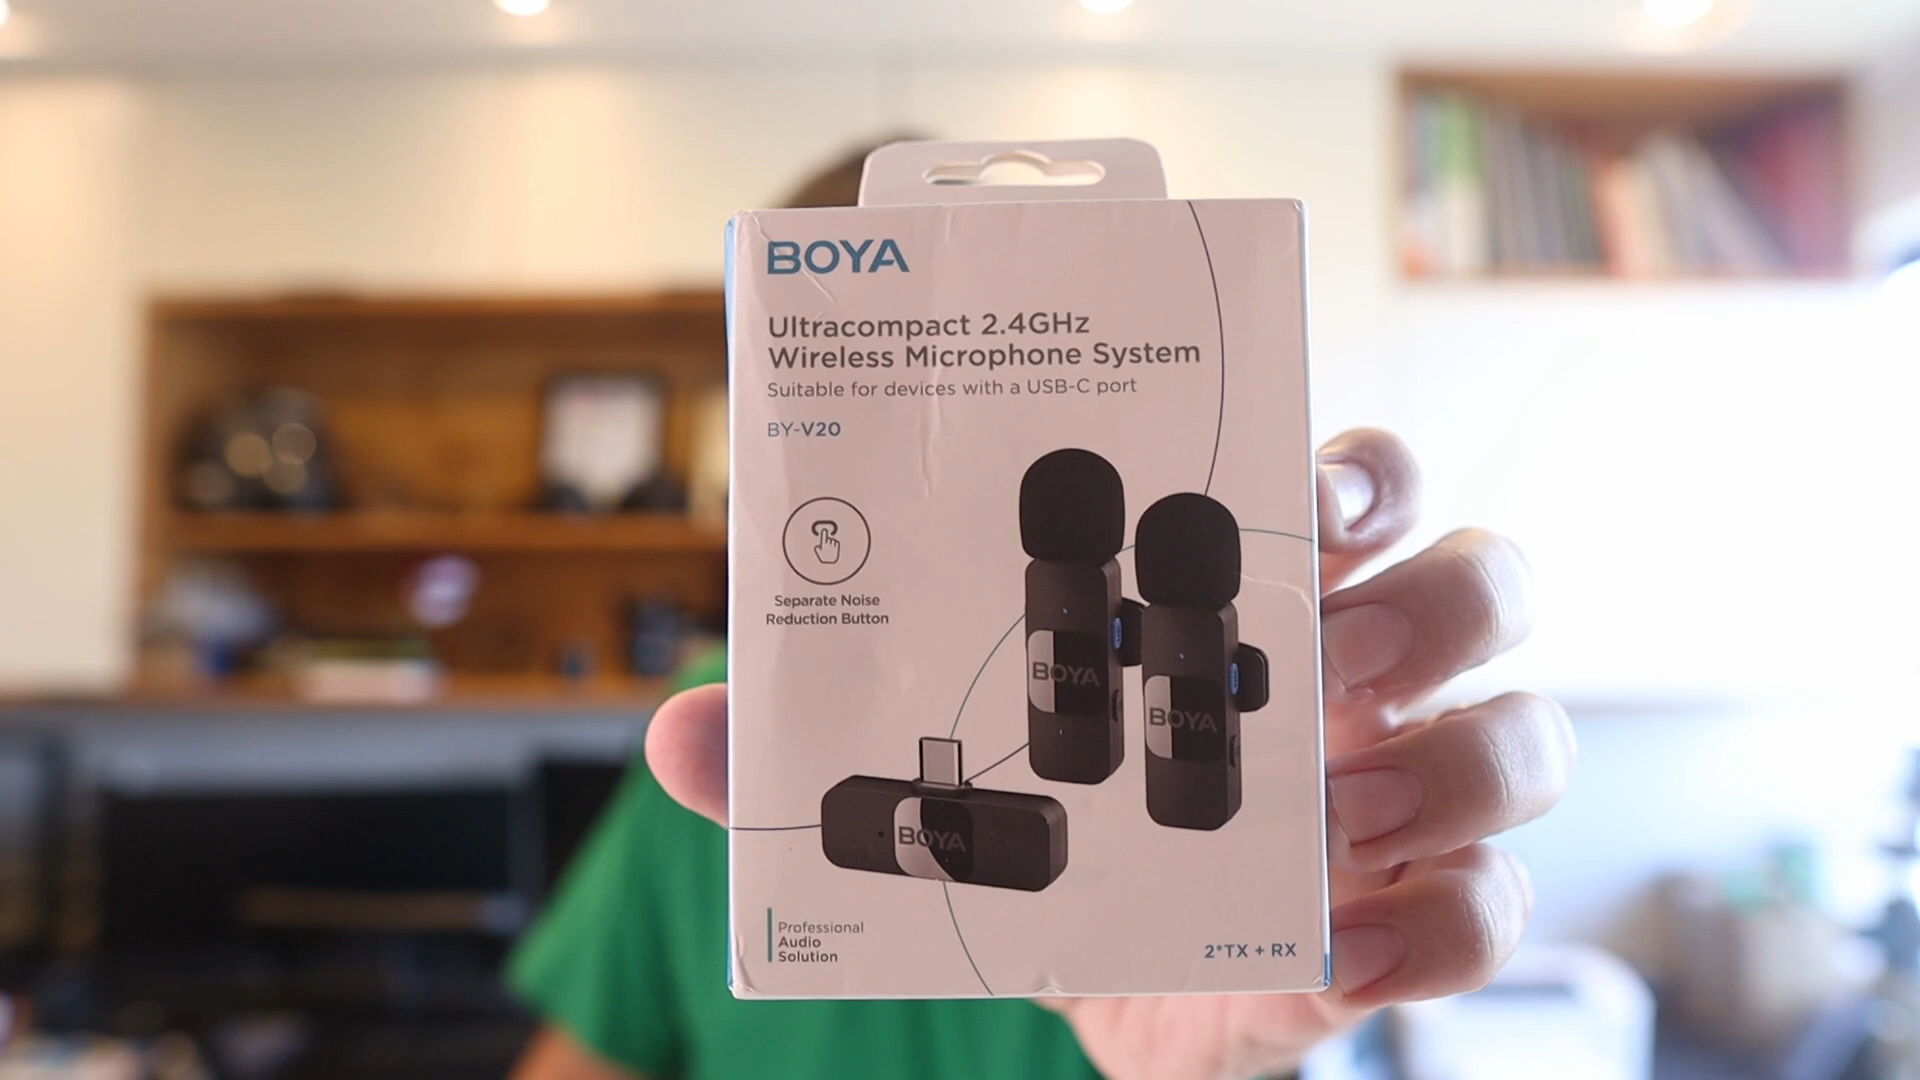 BOYA
Ultracompact 2.4GHz
Wireless Microphone System
Suitable for devices with a USB-C port
BY-V20
Separate Noise
Reduction Button
BOYA
BOYA
BOYA
Professional
Audio
Solution
2*TX + RX